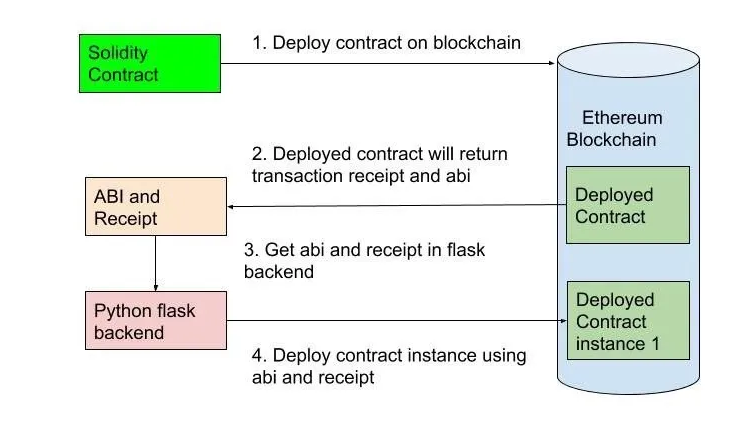 Solidity
Contract
1. Deploy contract on blockchain
Ethereum
Blockchain
2. Deployed contract will return
transaction receipt and abi
Deployed
Contract
ABI and
Receipt
3. Get abi and receipt in flask
backend
Python flask
backend
Deployed
Contract
instance 1
4. Deploy contract instance using
abi and receipt